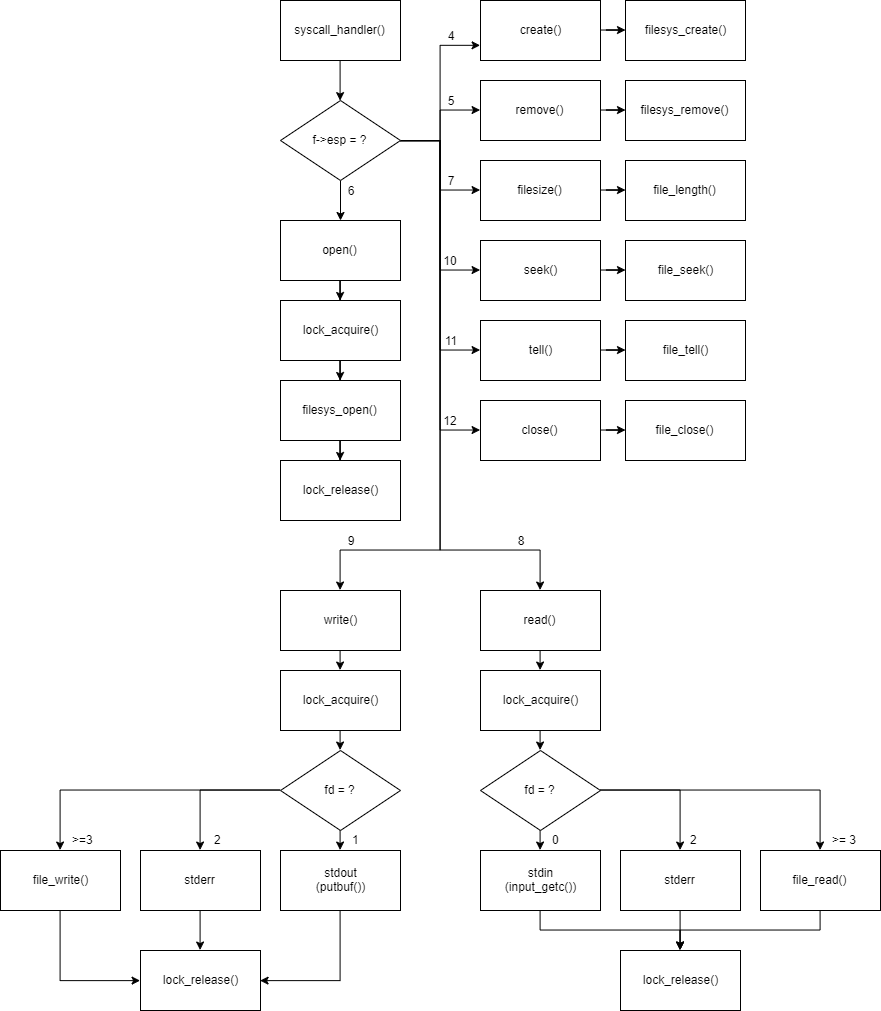 syscall_handler()
4
create()
filesys_create()
f->esp = ?
5
remove()
filesys_remove()
6
7
filesize()
file_length()
open()
10
seek()
file_seek()
lock_acquire()
11
tell()
file_tell()
filesys_open()
12
close()
file_close()
lock_release()
9
8
write()
read()
lock_acquire()
lock_acquire()
fd = ?
fd = ?
>=3
2
1
0
2
>= 3
file_write()
stderr
stdout
(putbuf())
stdin
(input_getc())
stderr
file_read()
lock_release()
lock_release()